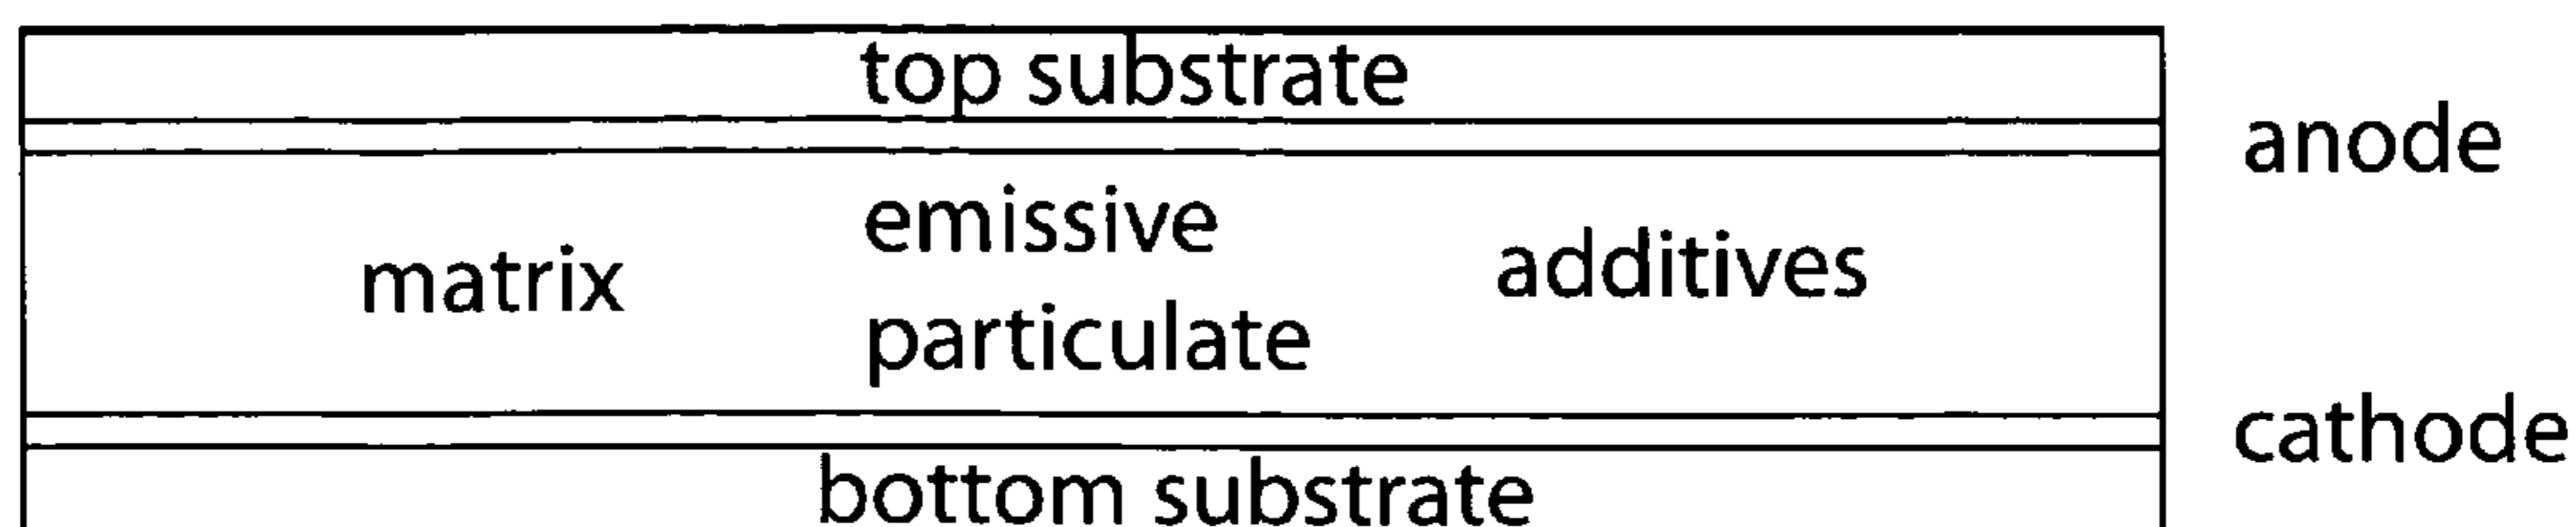 top substrate
anode
emissive
matrix
additives
particulate
cathode
bottom substrate